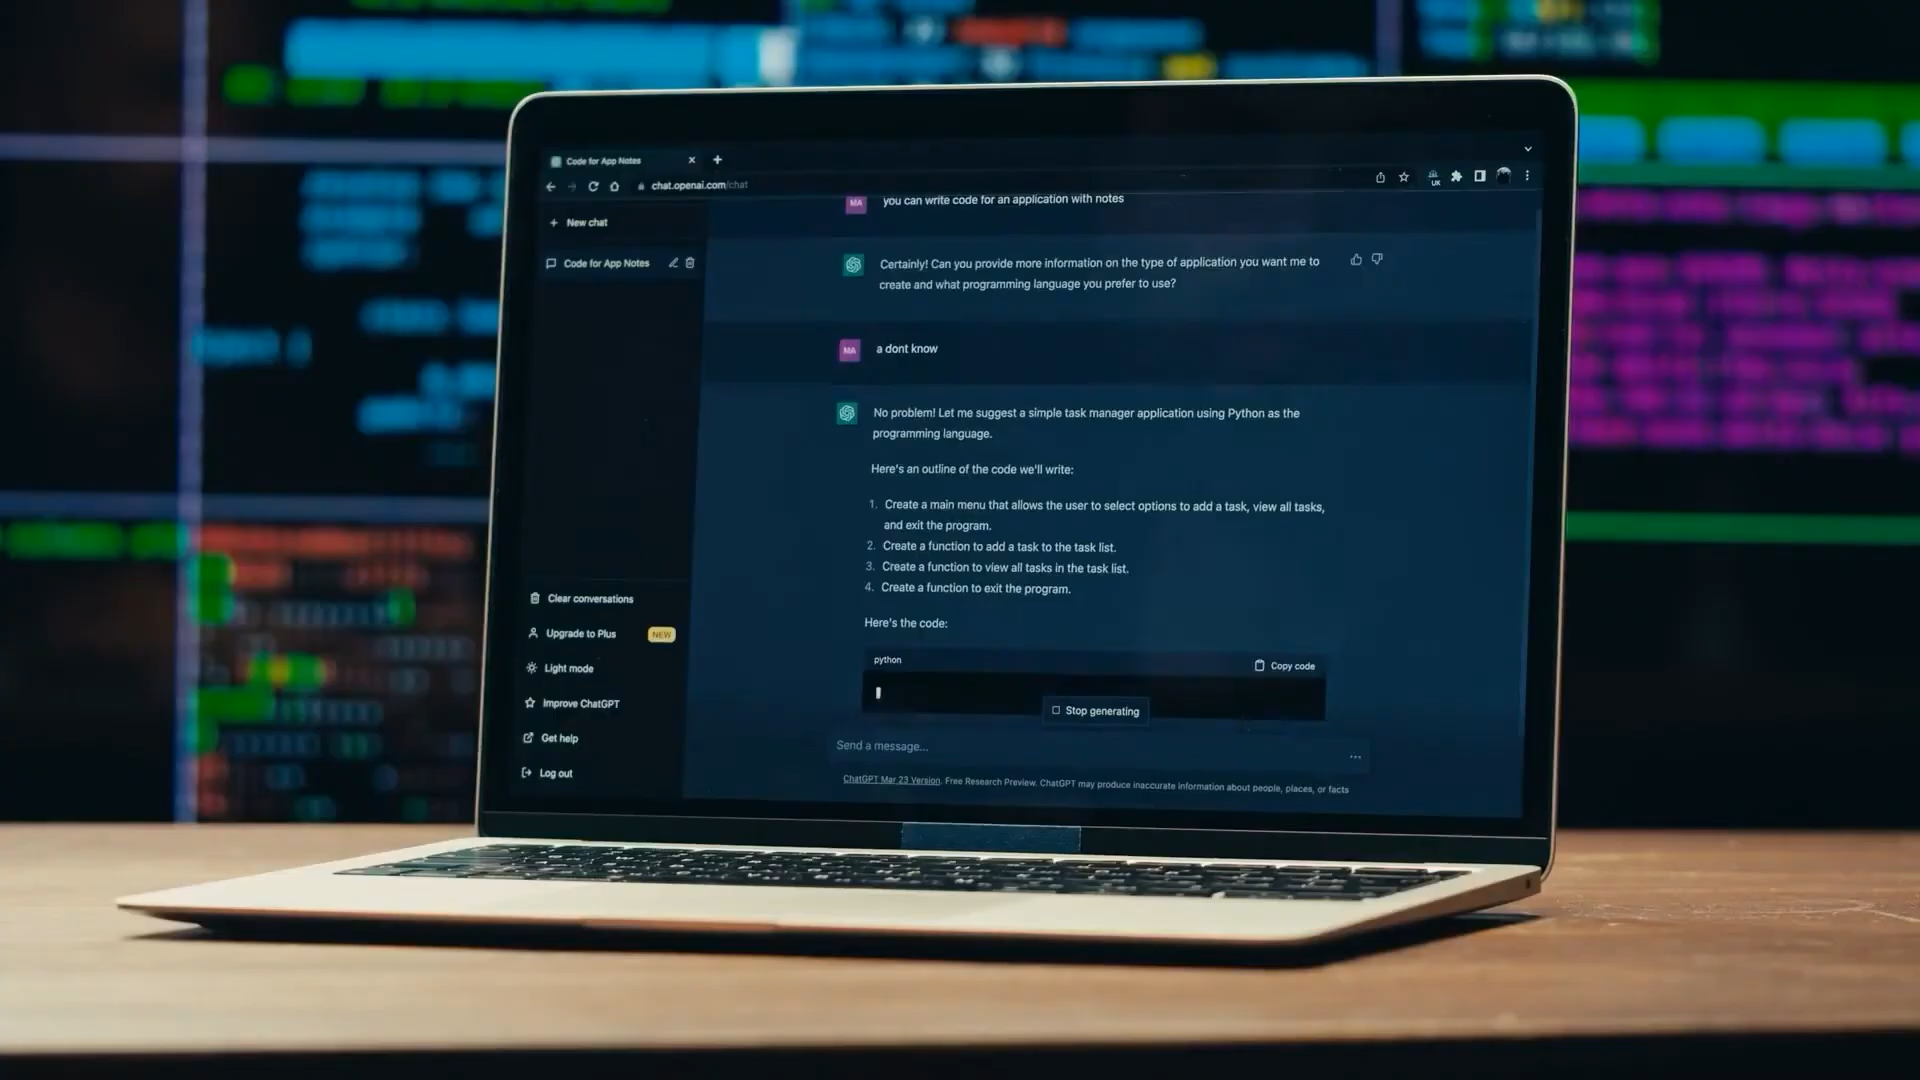 Code for App Notes
chat.openai.com/chat
UK
New chat
Code for App Notes
MA
you can write code for an application with notes
Certainly! Can you provide more information on the type of application you want me to
create and what programming language you prefer to use?
MA
a dont know
No problem! Let me suggest a simple task manager application using Python as the
programming language.
Here's an outline of the code we'll write:
1. Create a main menu that allows the user to select options to add a task, view all tasks,
and exit the program.
2. Create a function to add a task to the task list.
3. Create a function to view all tasks in the task list.
4. Create a function to exit the program.
Here's the code:
python
Copy code
Stop generating
Send a message...
ChatGPT Mar 23 Version. Free Research Preview. ChatGPT may produce inaccurate information about people, places, or facts
Clear conversations
Upgrade to Plus NEW
Light mode
Improve ChatGPT
Get help
Log out